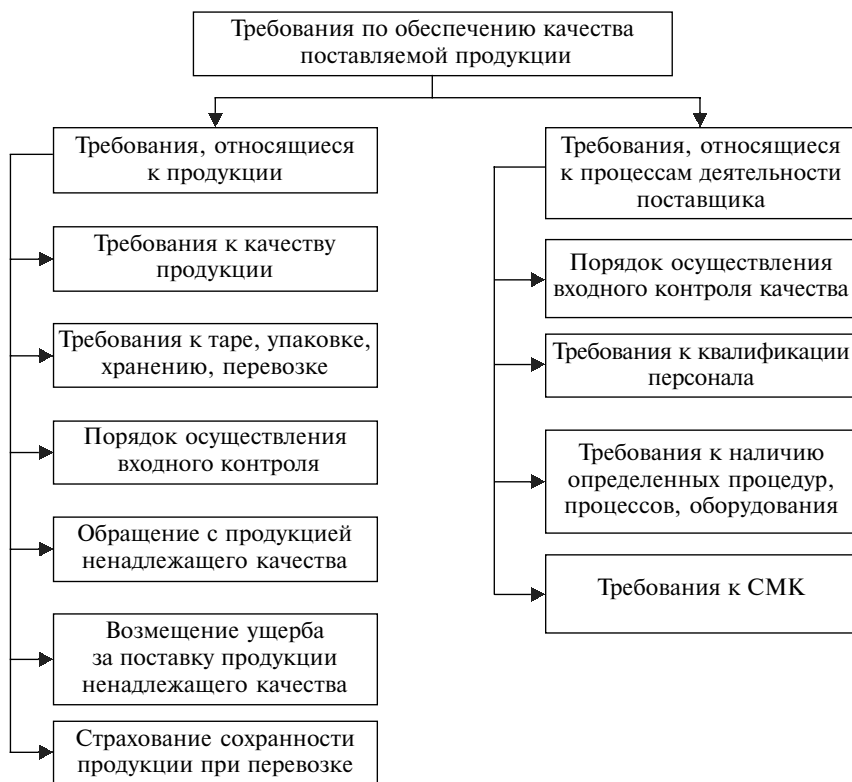 Требования по обеспечению качества
поставляемой продукции
Требования, относящиеся
к продукции
Требования к качеству
продукции
Требования к таре, упаковке,
хранению, перевозке
Порядок осуществления
входного контроля
Обращение с продукцией
ненадлежащего качества
Возмещение ущерба
за поставку продукции
ненадлежащего качества
Страхование сохранности
продукции при перевозке
Требования, относящиеся
к процессам деятельности
поставщика
Порядок осуществления
входного контроля качества
Требования к квалификации
персонала
Требования к наличию
определенных процедур,
процессов, оборудования
Требования к СМК